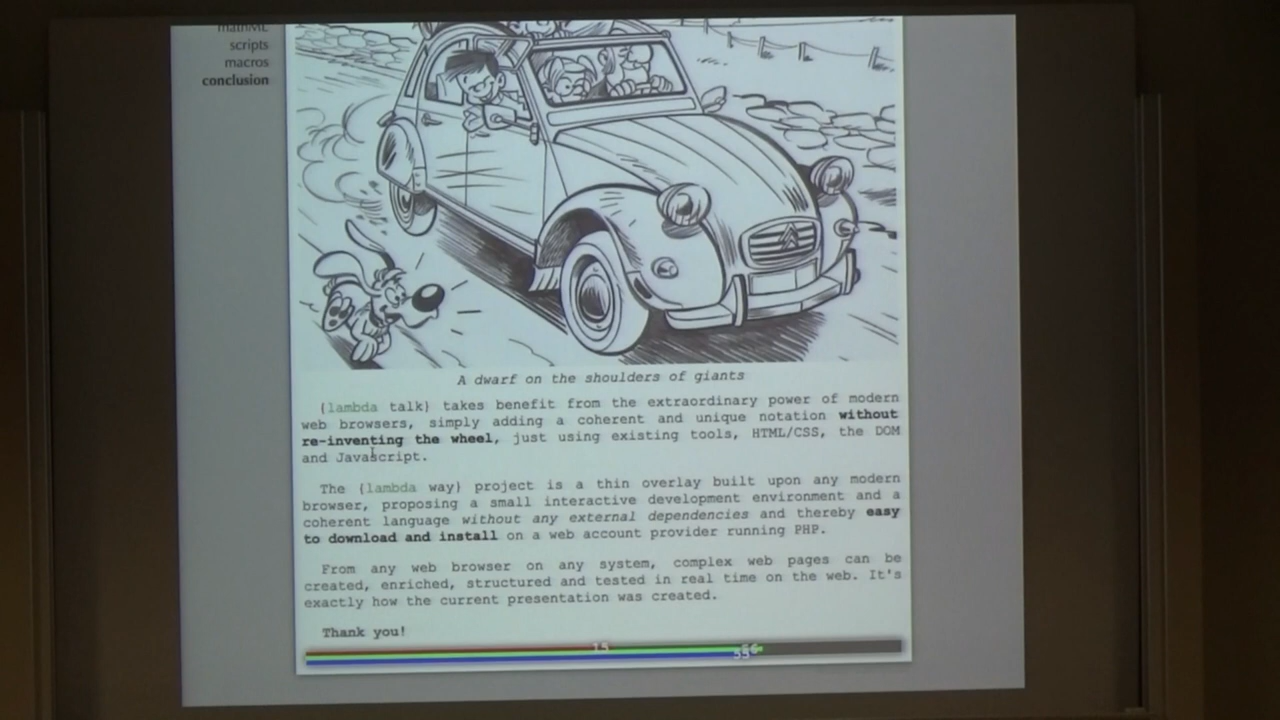 mathML
scripts
macros
conclusion
A dwarf on the shoulders of giants
{lambda talk} takes benefit from the extraordinary power of modern
web browsers, simply adding a coherent and unique notation without
re-inventing the wheel, just using existing tools, HTML/CSS, the DOM
and JavaScript.
The {lambda way} project is a thin overlay built upon any modern
browser, proposing a small interactive development environment and a
coherent language without any external dependencies and thereby easy
to download and install on a web account provider running PHP.
From any web browser on any system, complex web pages can be
created, enriched, structured and tested in real time on the web. It's
exactly how the current presentation was created.
Thank you!
15
55